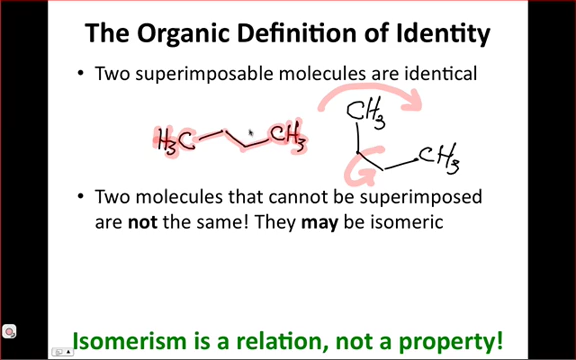 The Organic Definition of Identity
• Two superimposable molecules are identical
CH3
H3C CH3
CH3
• Two molecules that cannot be superimposed
are not the same! They may be isomeric
Isomerism is a relation, not a property!